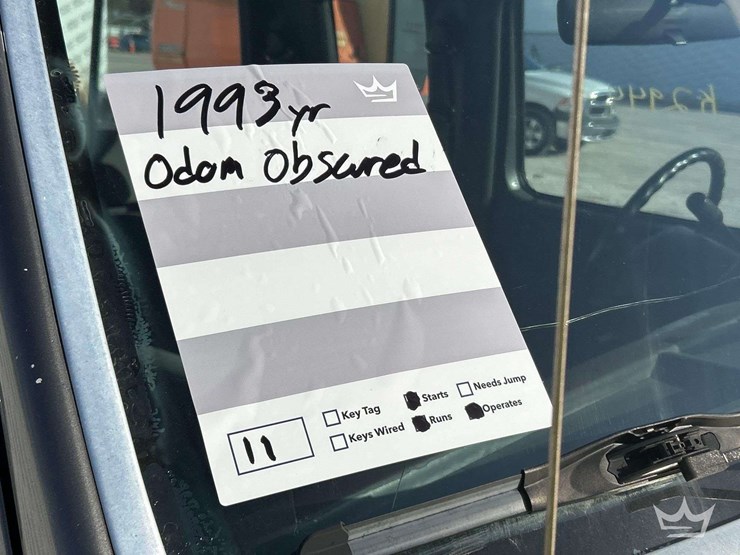 1993 yr
Odom Obscured
11
Key Tag
Starts
Needs Jump
Keys Wired
Runs
Operates